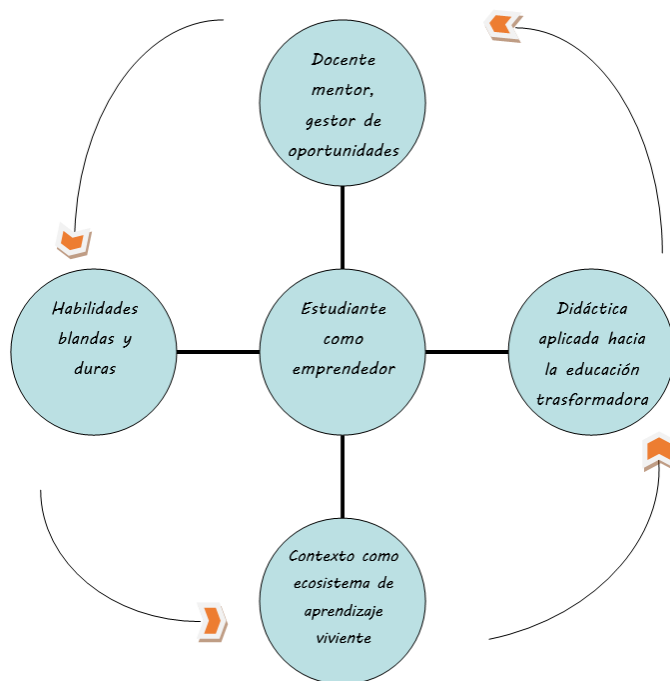 Docente
mentor,
gestor de
oportunidades
Habilidades
blandas y
duras
Estudiante
como
emprendedor
Didáctica
aplicada hacia
la educación
trasformadora
Contexto como
ecosistema de
aprendizaje
viviente